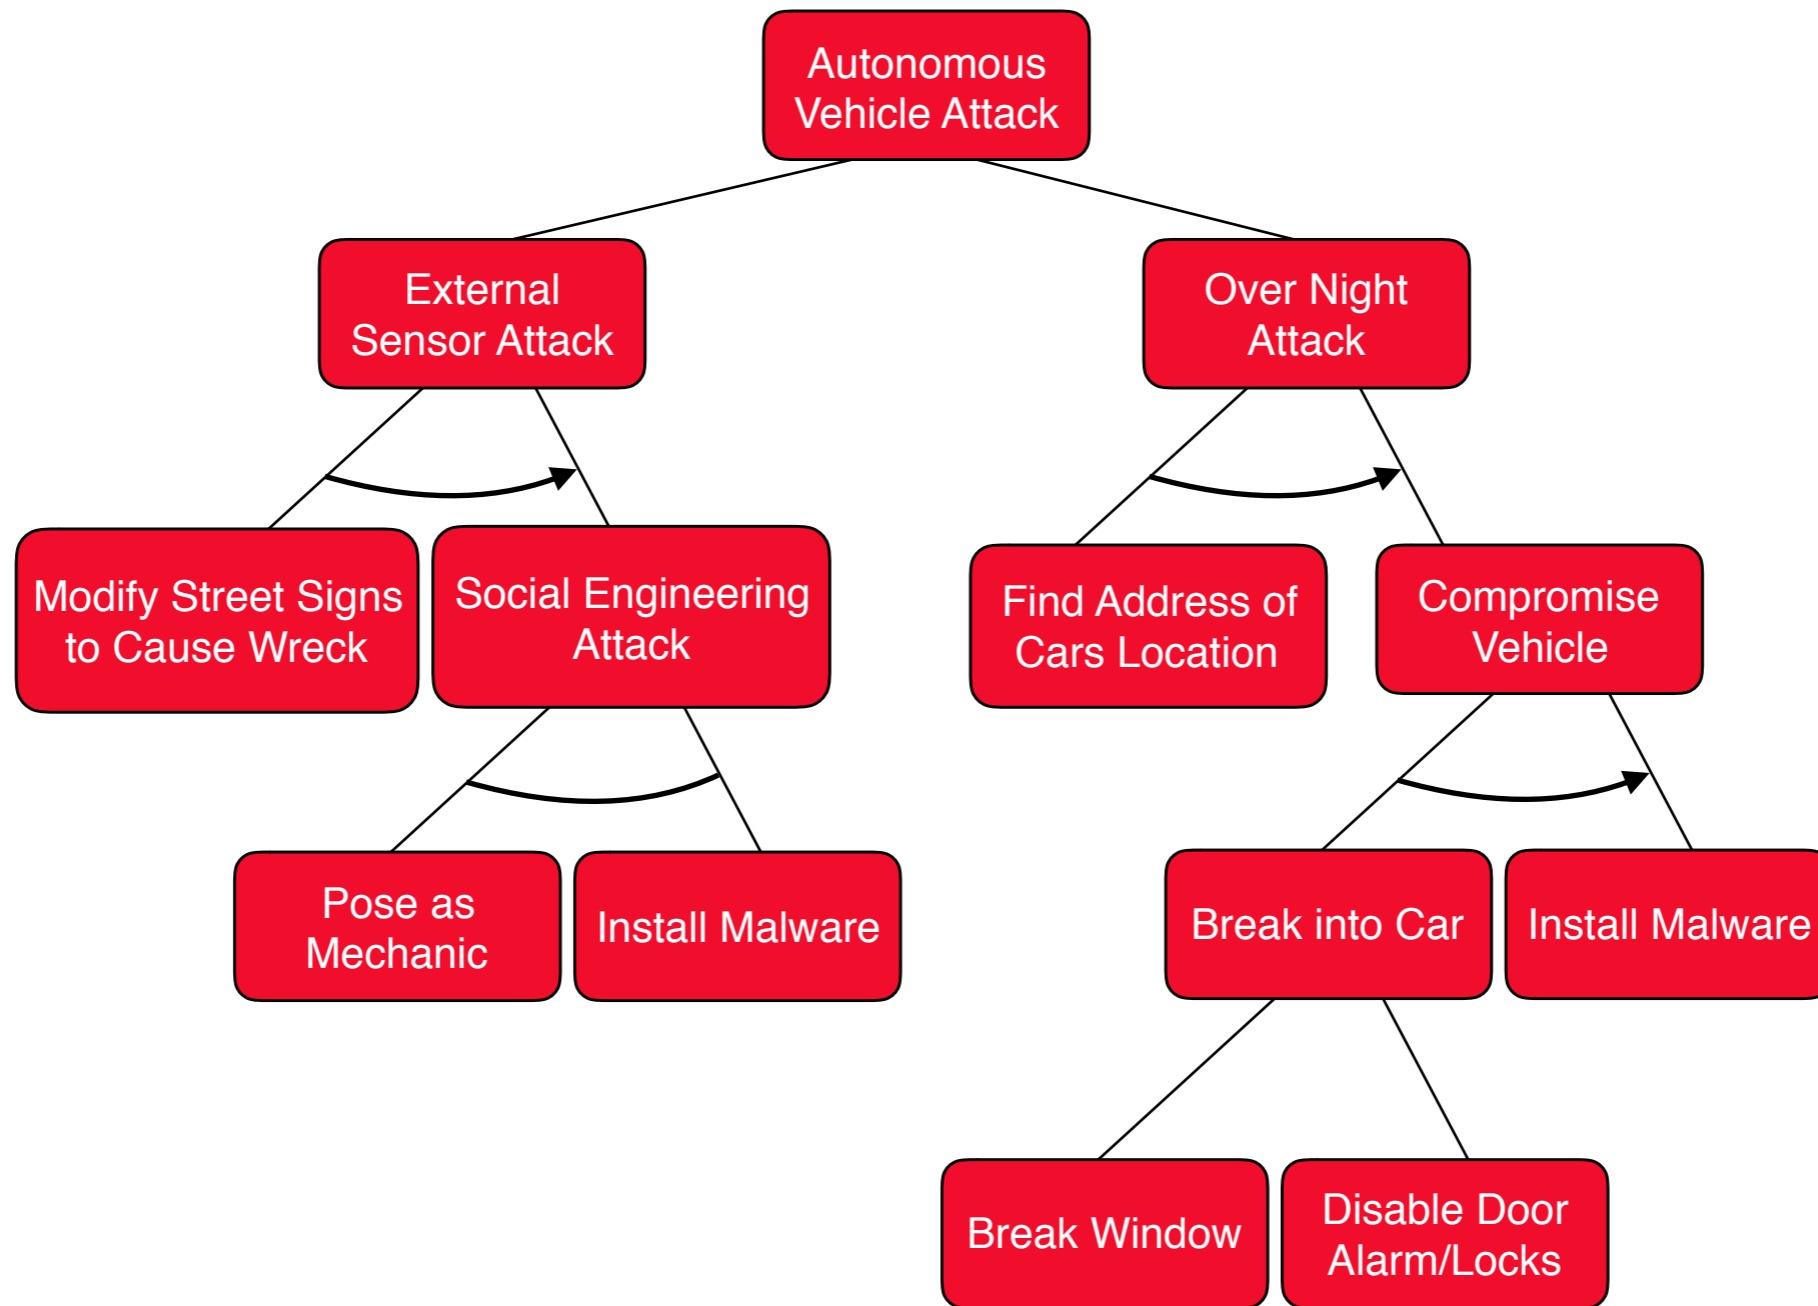 Autonomous
Vehicle Attack
External
Sensor Attack
Over Night
Attack
Modify Street Signs
to Cause Wreck
Social Engineering
Attack
Find Address of
Cars Location
Compromise
Vehicle
Pose as
Mechanic
Install Malware
Break into Car
Install Malware
Break Window
Disable Door
Alarm/Locks